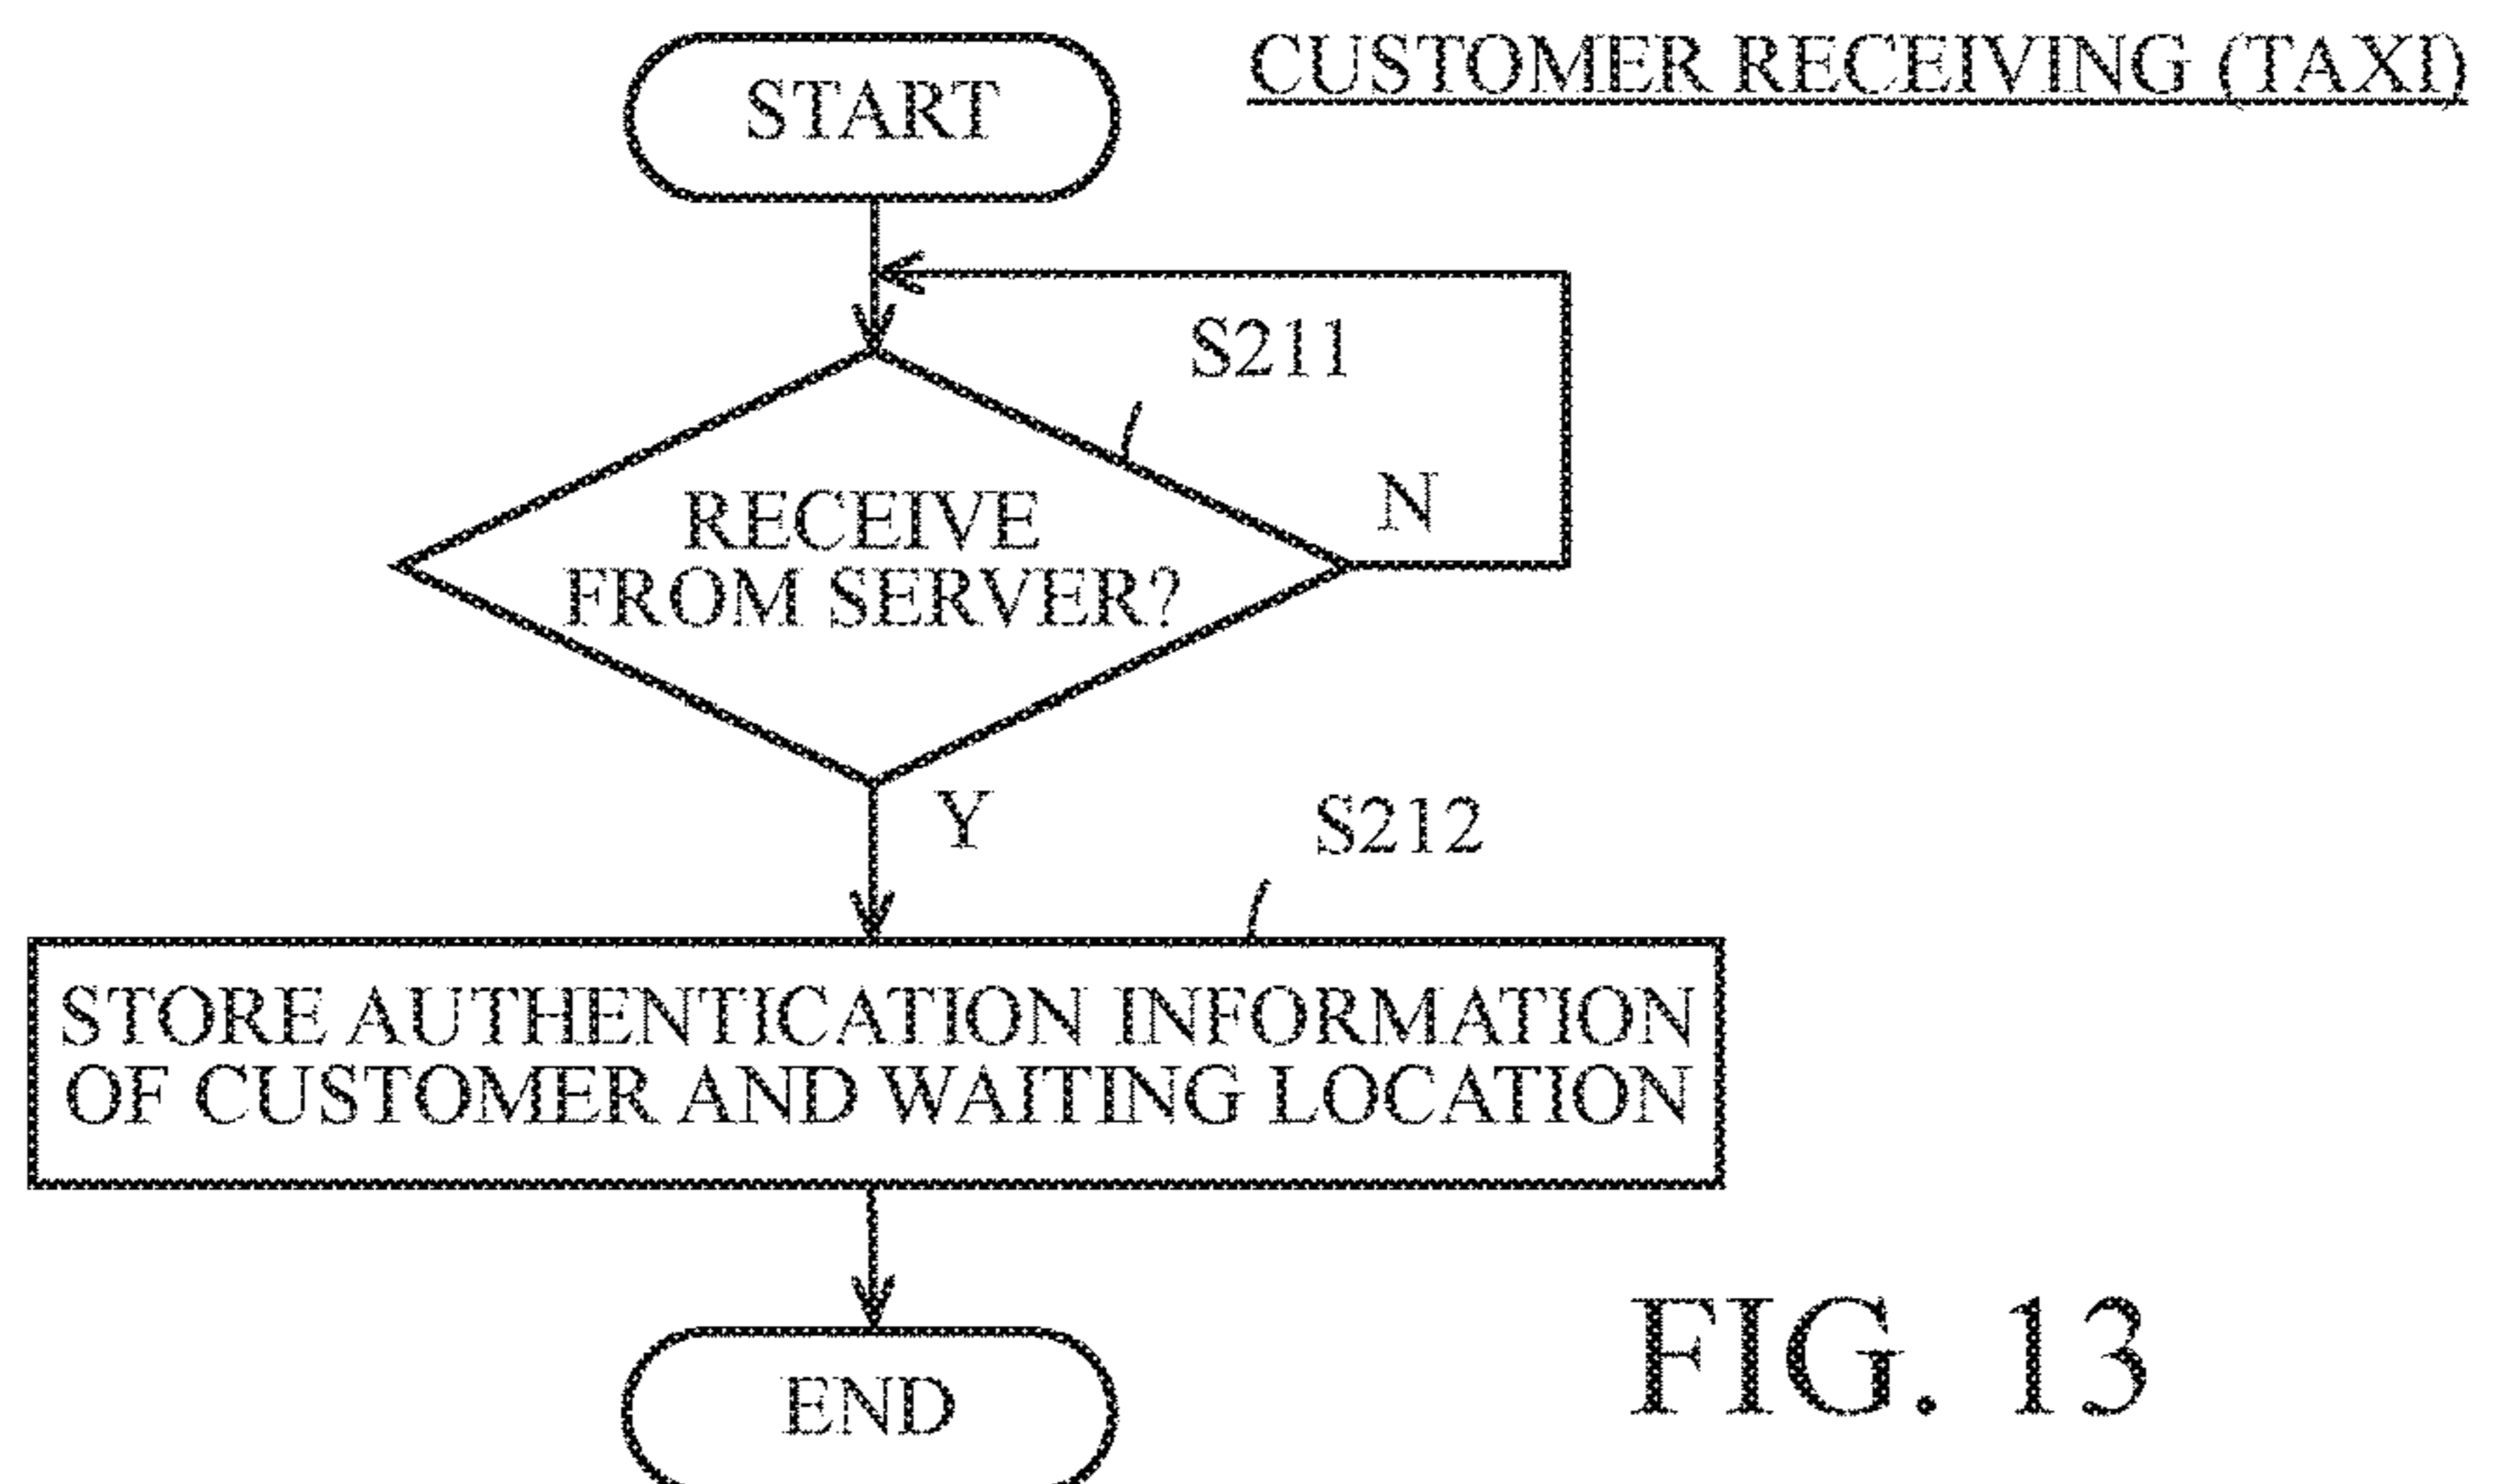 CUSTOMER RECEIVING (TAXI)
START
S211
RECEIVE
FROM SERVER?
N
Y
S212
STORE AUTHENTICATION INFORMATION
OF CUSTOMER AND WAITING LOCATION
END
FIG. 13